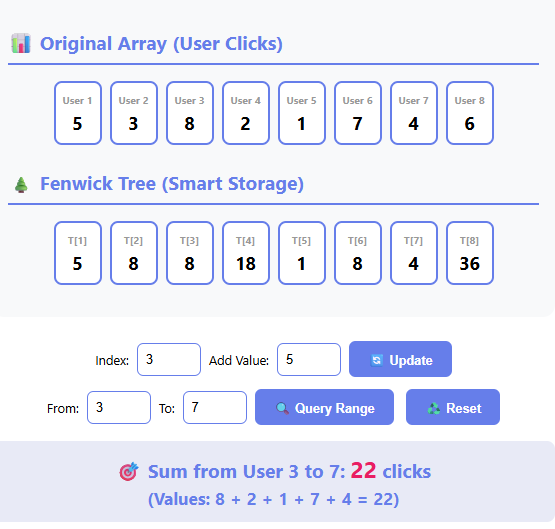 Original Array (User Clicks)
User 1 User 2 User 3 User 4 User 5 User 6 User 7 User 8
5 3 8 2 1 7 4 6
Fenwick Tree (Smart Storage)
T[1] T[2] T[3] T[4] T[5] T[6] T[7] T[8]
5 8 8 18 1 8 4 36
Index: 3 Add Value: 5 Update
From: 3 To: 7 Query Range Reset
Sum from User 3 to 7: 22 clicks
(Values: 8 + 2 + 1 + 7 + 4 = 22)